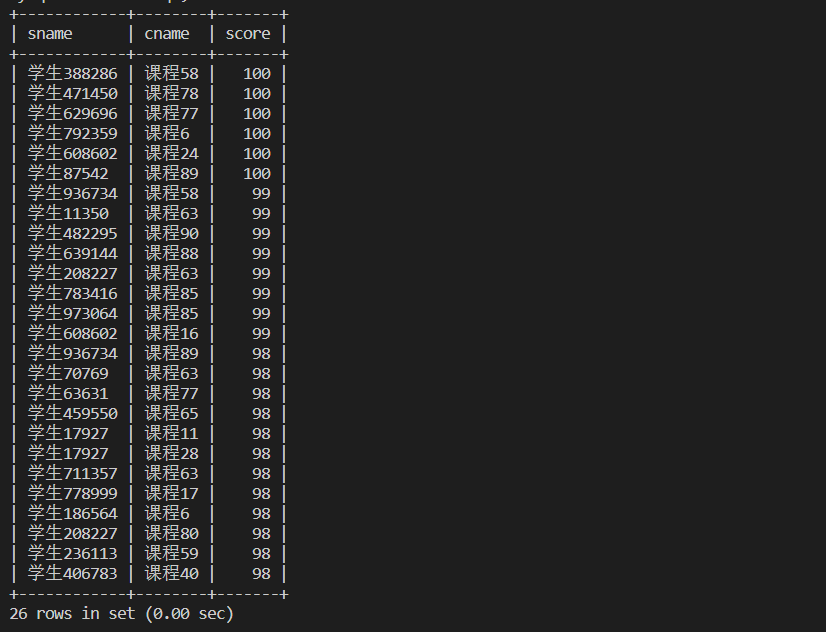 +------------+--------+-------+
| sname      | cname  | score |
+------------+--------+-------+
| 学生388286 | 课程58 |   100 |
| 学生471450 | 课程78 |   100 |
| 学生629696 | 课程77 |   100 |
| 学生792359 | 课程6  |   100 |
| 学生608602 | 课程24 |   100 |
| 学生87542  | 课程89 |   100 |
| 学生936734 | 课程58 |    99 |
| 学生11350  | 课程63 |    99 |
| 学生482295 | 课程90 |    99 |
| 学生639144 | 课程88 |    99 |
| 学生208227 | 课程63 |    99 |
| 学生783416 | 课程85 |    99 |
| 学生973064 | 课程85 |    99 |
| 学生608602 | 课程16 |    99 |
| 学生936734 | 课程89 |    98 |
| 学生70769  | 课程63 |    98 |
| 学生63631  | 课程77 |    98 |
| 学生459550 | 课程65 |    98 |
| 学生17927  | 课程11 |    98 |
| 学生17927  | 课程28 |    98 |
| 学生711357 | 课程63 |    98 |
| 学生778999 | 课程17 |    98 |
| 学生186564 | 课程6  |    98 |
| 学生208227 | 课程80 |    98 |
| 学生236113 | 课程59 |    98 |
| 学生406783 | 课程40 |    98 |
+------------+--------+-------+
26 rows in set (0.00 sec)